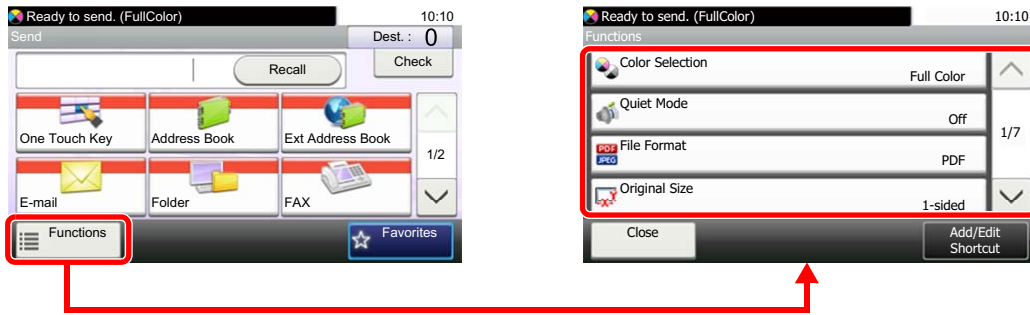 Ready to send. (FullColor) 10:10
Send Dest. : 0
Recall Check
One Touch Key Address Book Ext Address Book
1/2
E-mail Folder FAX
Functions Favorites
Ready to send. (FullColor) 10:10
Functions
Color Selection
Full Color
Quiet Mode
Off
1/7
PDF File Format
JPEG PDF
Original Size
X Y
1-sided
Close Add/Edit
Shortcut